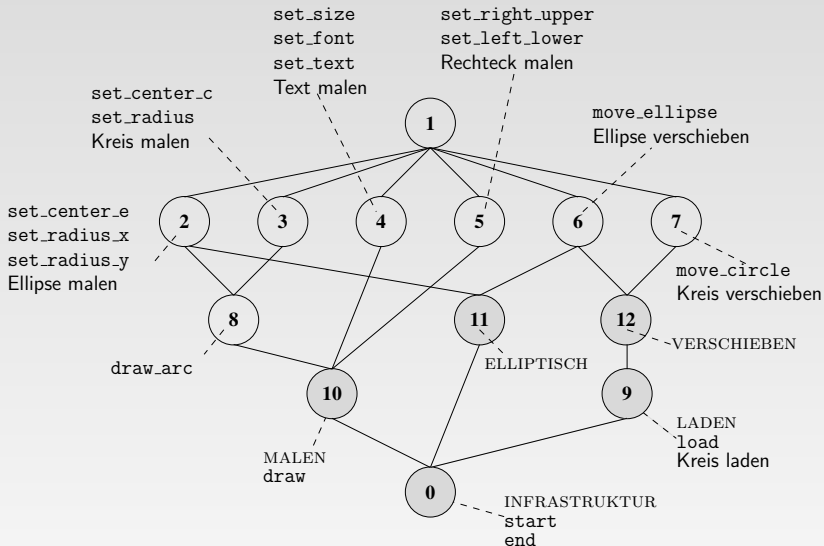 set_size
set_font
set_text
Text malen
set_right_upper
set_left_lower
Rechteck malen
set_center_c
set_radius
Kreis malen
1
move_ellipse
Ellipse verschieben
set_center_e
set_radius_x
set_radius_y
Ellipse malen
2
3
4
5
6
7
move_circle
Kreis verschieben
8
11
12
draw_arc
ELLIPTISCH
VERSCHIEBEN
10
9
MALEN
draw
LADEN
load
Kreis laden
0
INFRASTRUKTUR
start
end